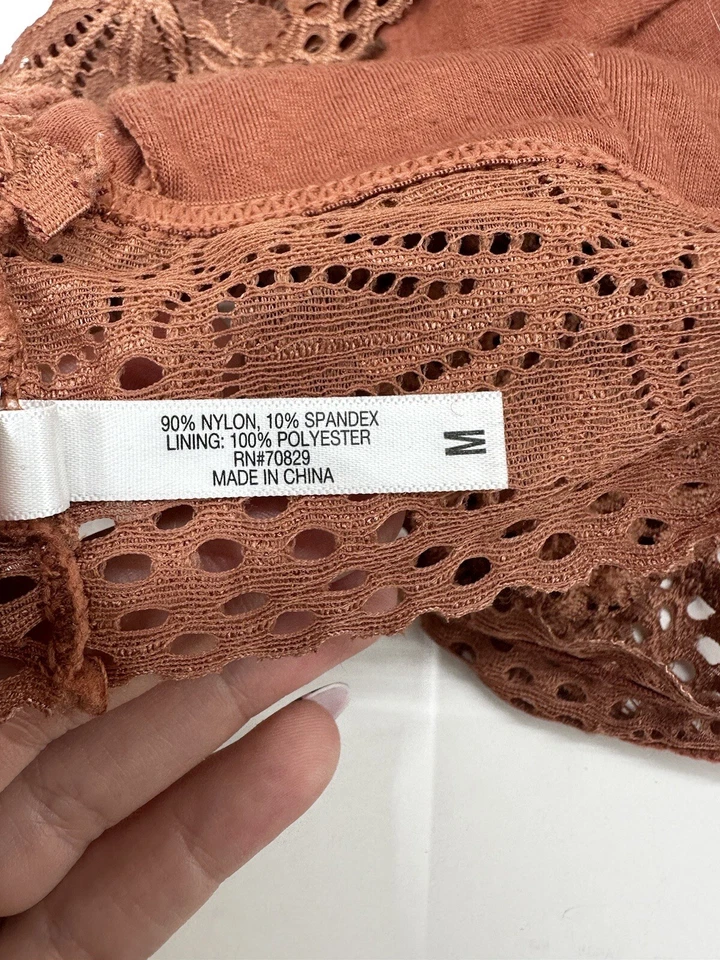 90% NYLON, 10% SPANDEX
LINING: 100% POLYESTER
RN#70829
MADE IN CHINA
M